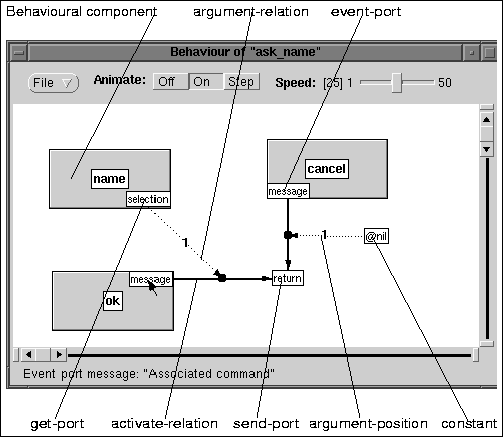 Behavioural component argument-relation event-port
Behaviour of "ask_name"
File Animate: Off On Step Speed: [25] 1 50
name
cancel
selection
message
1
1
@nil
message
return
ok
Event port message: "Associated command"
get-port activate-relation send-port argument-position constant